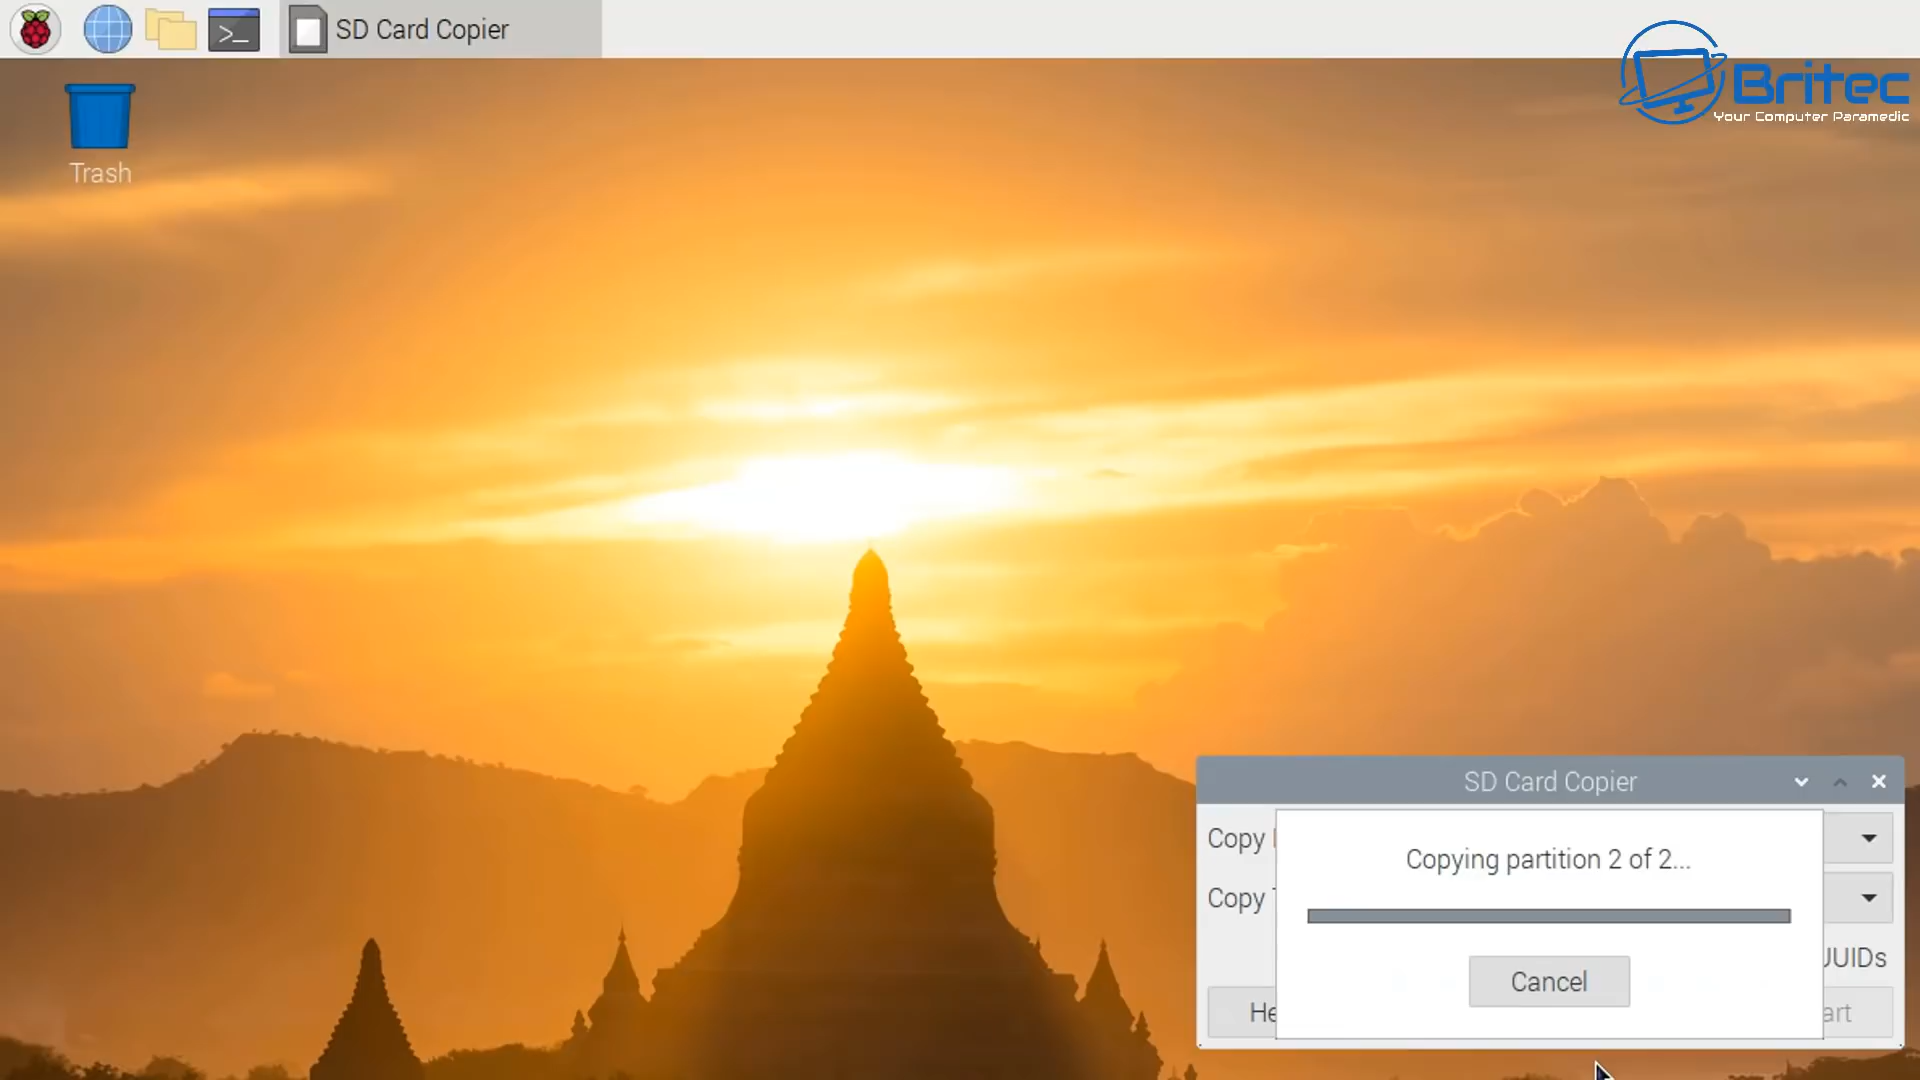 SD Card Copier
Britec
Your Computer Paramedic
Trash
SD Card Copier
Copy
Copying partition 2 of 2...
Copy
UUIDs
Cancel
He
art